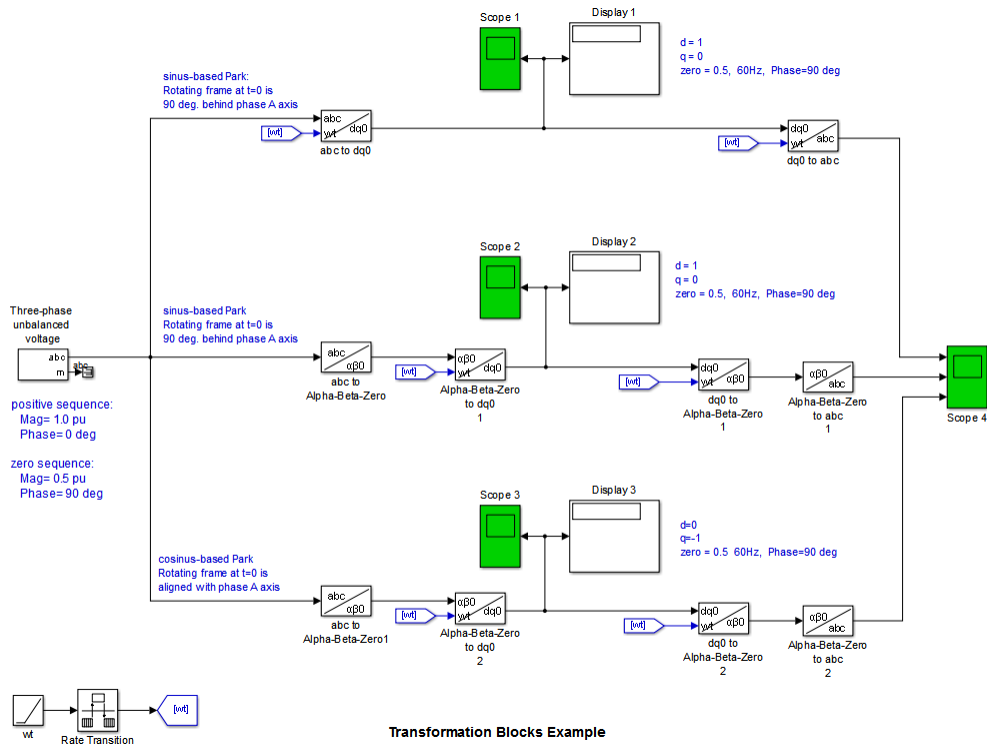 Scope 1
Display 1
d = 1
q = 0
zero = 0.5, 60Hz, Phase=90 deg
sinus-based Park:
Rotating frame at t=0 is
90 deg. behind phase A axis
abc
wt
dq0
abc to dq0
[wt]
dq0
wt
abc
dq0 to abc
[wt]
Scope 2
Display 2
d = 1
q = 0
zero = 0.5, 60Hz, Phase=90 deg
Three-phase
unbalanced
voltage
abc
m
abc
sinus-based Park
Rotating frame at t=0 is
90 deg. behind phase A axis
abc
αβ0
abc to
Alpha-Beta-Zero
[wt]
αβ0
wt
dq0
Alpha-Beta-Zero
to dq0
1
[wt]
dq0
wt
αβ0
dq0 to
Alpha-Beta-Zero
1
αβ0
abc
Alpha-Beta-Zero
to abc
1
Scope 4
positive sequence:
Mag= 1.0 pu
Phase= 0 deg
zero sequence:
Mag= 0.5 pu
Phase= 90 deg
Scope 3
Display 3
d=0
q=-1
zero = 0.5 60Hz, Phase=90 deg
cosinus-based Park
Rotating frame at t=0 is
aligned with phase A axis
abc
αβ0
abc to
Alpha-Beta-Zero1
[wt]
αβ0
wt
dq0
Alpha-Beta-Zero
to dq0
2
[wt]
dq0
wt
αβ0
dq0 to
Alpha-Beta-Zero
2
αβ0
abc
Alpha-Beta-Zero
to abc
2
wt
Rate Transition
[wt]
Transformation Blocks Example